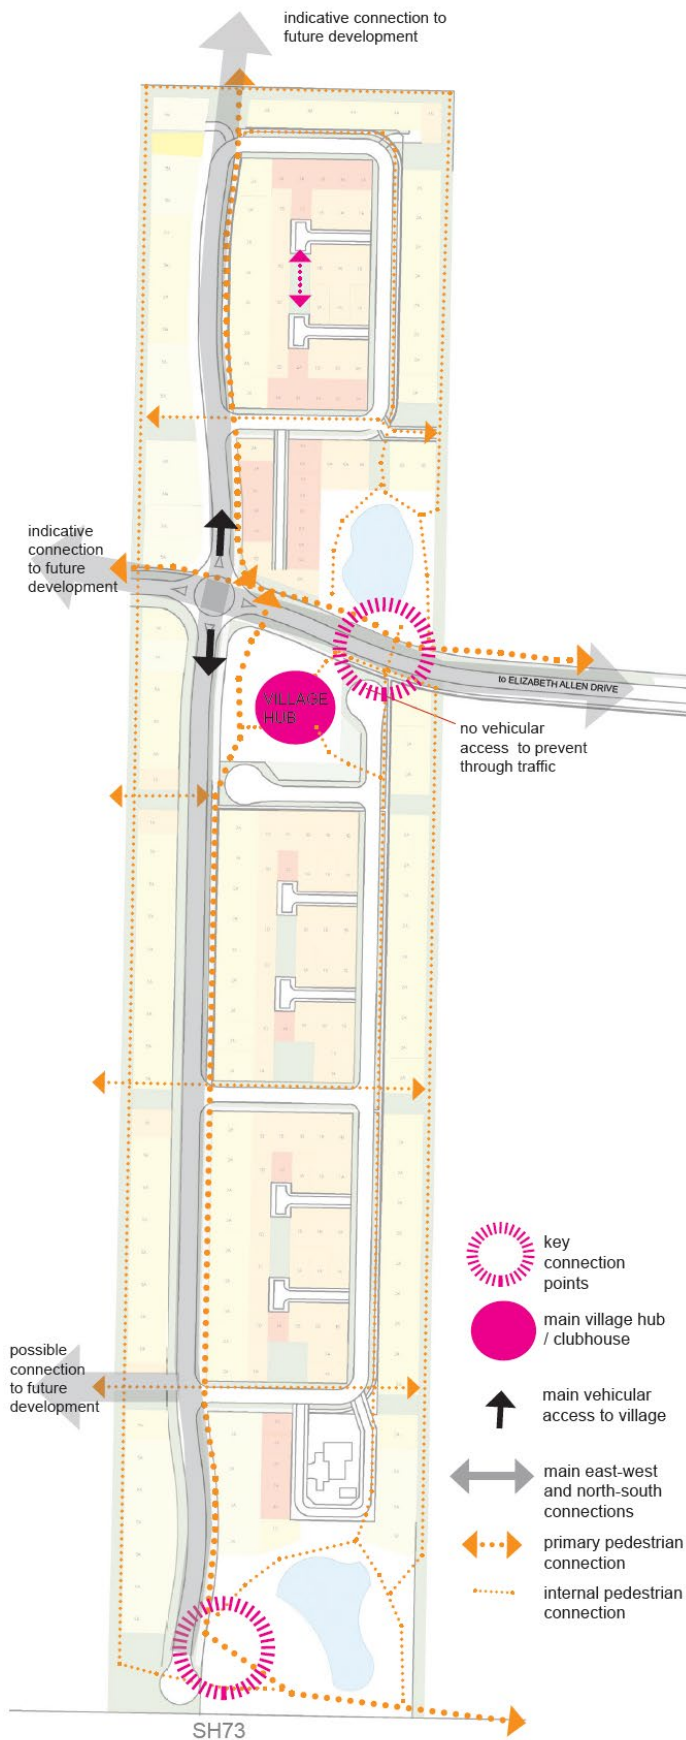 indicative connection to
future development
indicative
connection
to future
development
to ELIZABETH ALLEN DRIVE
VILLAGE
HUB
no vehicular
access to prevent
through traffic
key
connection
points
main village hub
/ clubhouse
possible
connection
to future
development
main vehicular
access to village
main east-west
and north-south
connections
primary pedestrian
connection
internal pedestrian
connection
SH73